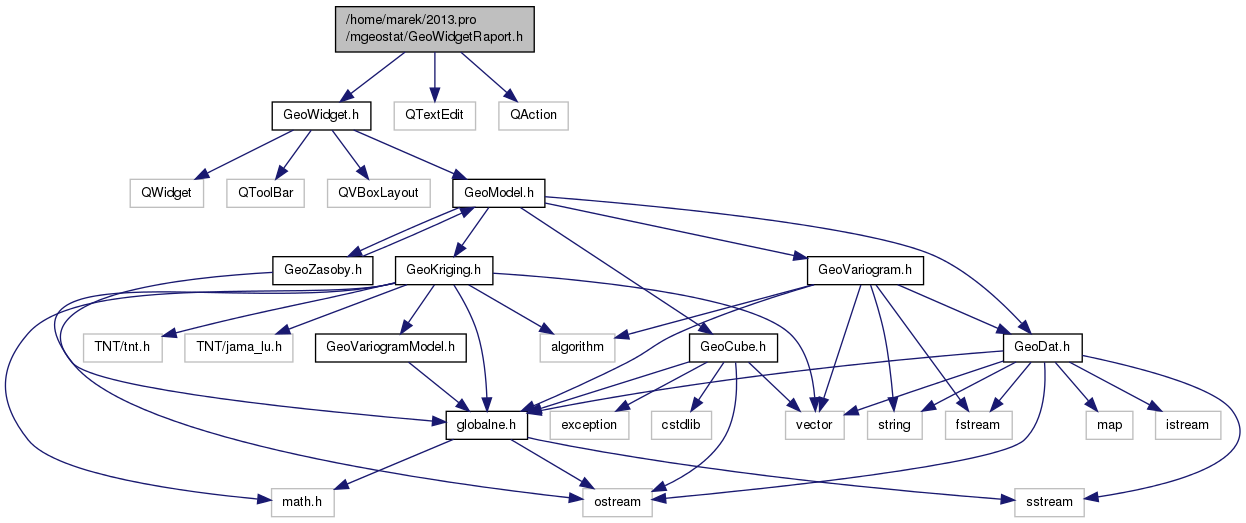 /home/marek/2013.pro
/mgeostat/GeoWidgetRaport.h
GeoWidget.h
QTextEdit
QAction
QWidget
QToolBar
QVBoxLayout
GeoModel.h
GeoZasoby.h
GeoKriging.h
GeoVariogram.h
TNT/tnt.h
TNT/jama_lu.h
GeoVariogramModel.h
algorithm
GeoCube.h
GeoDat.h
globalne.h
exception
cstdlib
vector
string
fstream
map
istream
math.h
ostream
sstream